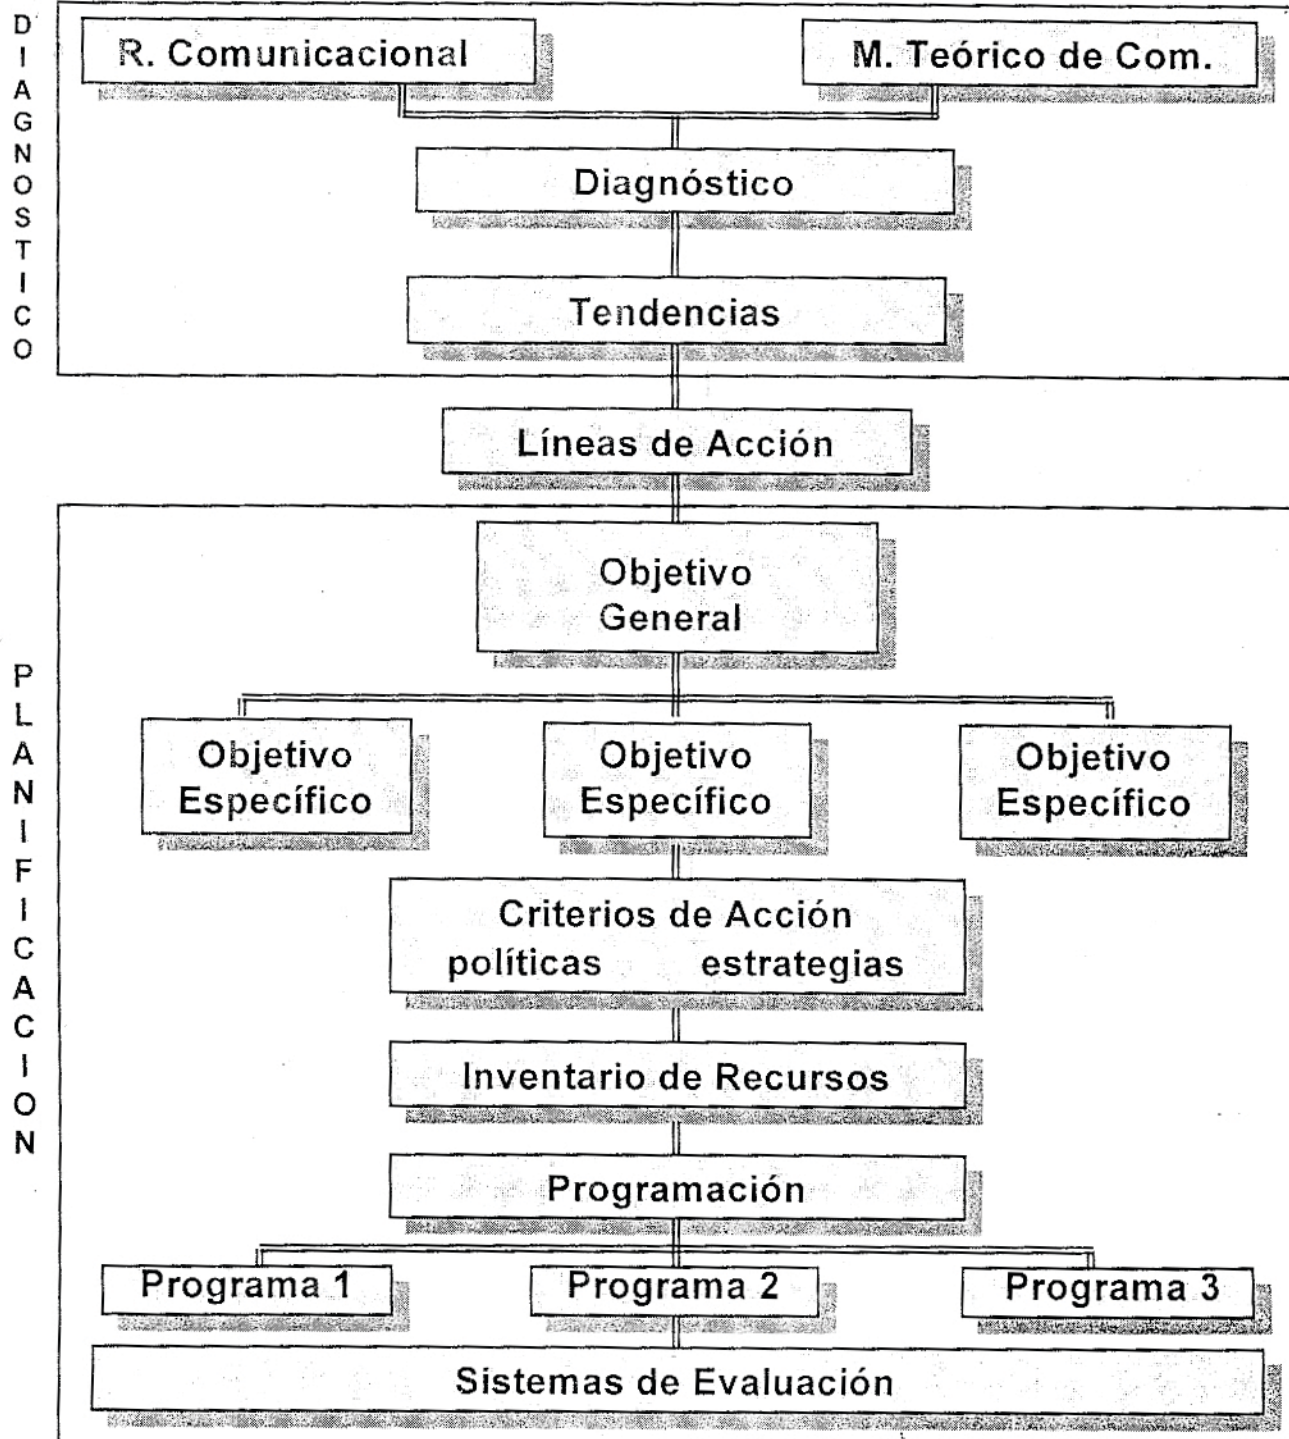 DIAGNOSTICO
R. Comunicacional
M. Teórico de Com.
Diagnóstico
Tendencias
Líneas de Acción
PLANIFICACION
Objetivo
General
Objetivo
Específico
Objetivo
Específico
Objetivo
Específico
Criterios de Acción
políticas estrategias
Inventario de Recursos
Programación
Programa 1
Programa 2
Programa 3
Sistemas de Evaluación